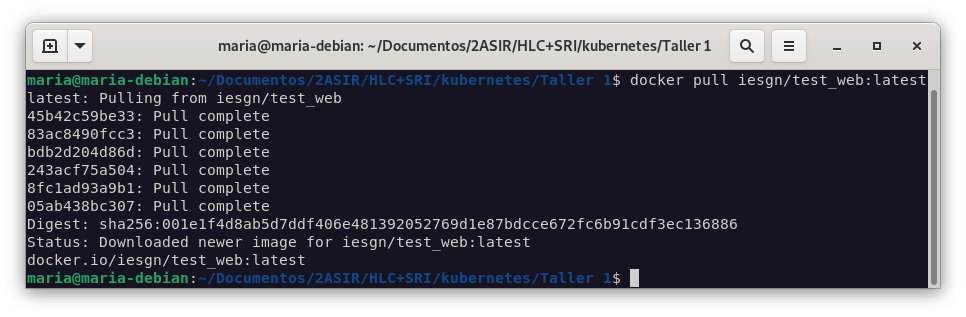 maria@maria-debian: ~/Documentos/2ASIR/HLC+SRI/kubernetes/Taller 1
maria@maria-debian:~/Documentos/2ASIR/HLC+SRI/kubernetes/Taller 1$ docker pull iesgn/test_web:latest
latest: Pulling from iesgn/test_web
45b42c59be33: Pull complete
83ac8490fcc3: Pull complete
bdb2d204d86d: Pull complete
243acf75a504: Pull complete
8fc1ad93a9b1: Pull complete
05ab438bc307: Pull complete
Digest: sha256:001e1f4d8ab5d7ddf406e481392052769d1e87bdcce672fc6b91cdf3ec136886
Status: Downloaded newer image for iesgn/test_web:latest
docker.io/iesgn/test_web:latest
maria@maria-debian:~/Documentos/2ASIR/HLC+SRI/kubernetes/Taller 1$